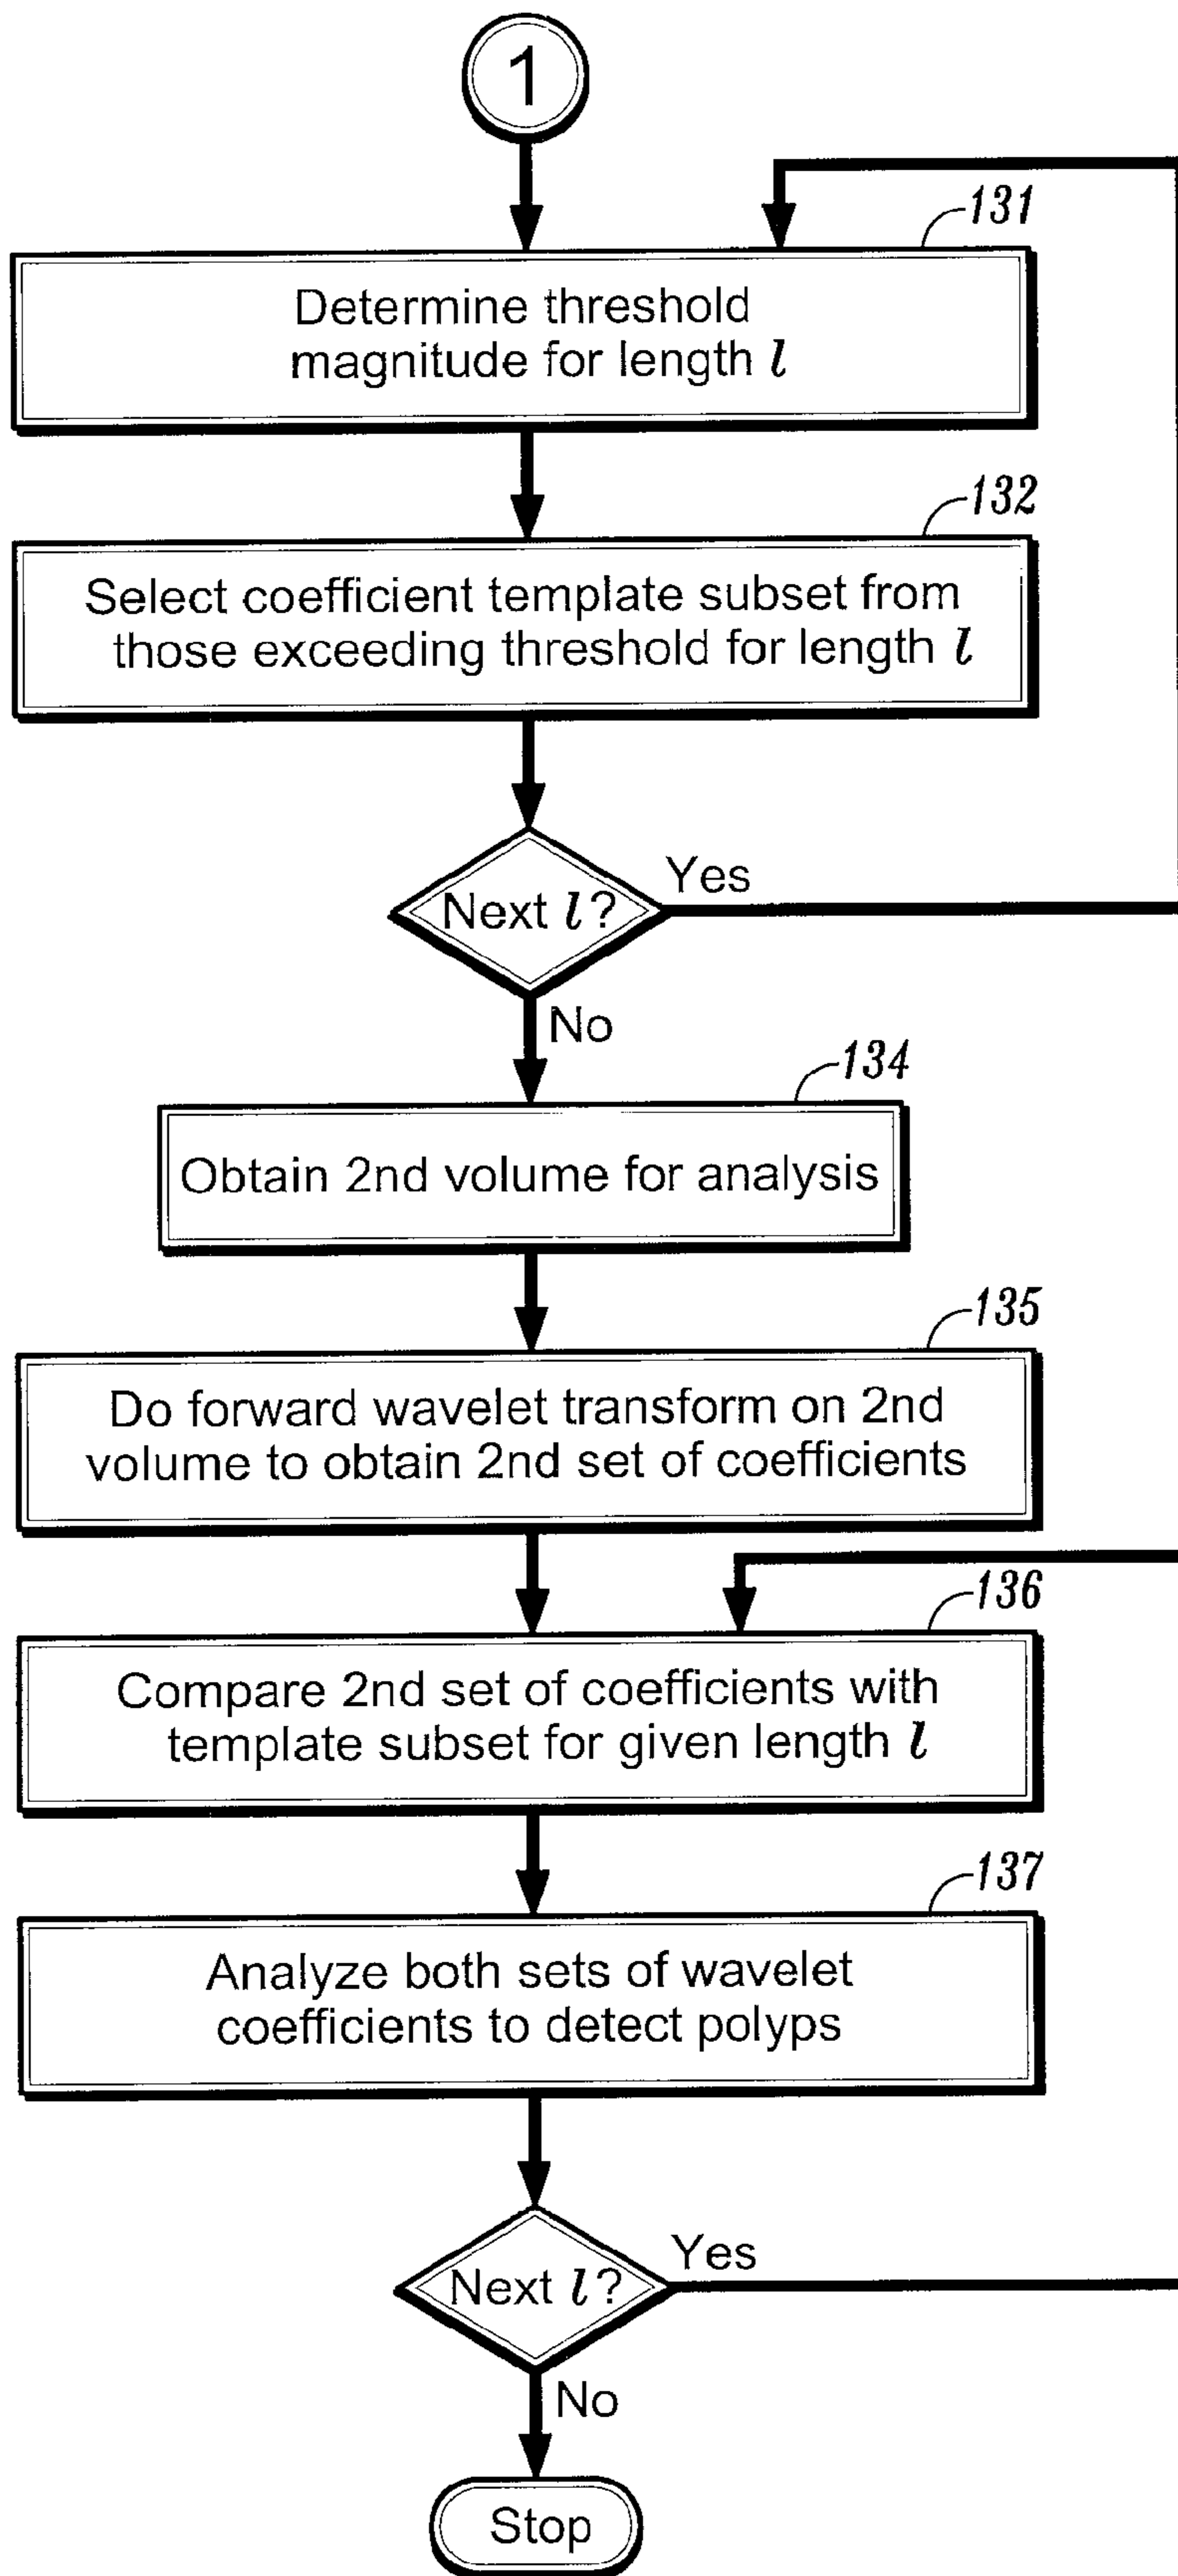 1
131
Determine threshold
magnitude for length l
132
Select coefficient template subset from
those exceeding threshold for length l
Next l?
Yes
No
134
Obtain 2nd volume for analysis
135
Do forward wavelet transform on 2nd
volume to obtain 2nd set of coefficients
136
Compare 2nd set of coefficients with
template subset for given length l
137
Analyze both sets of wavelet
coefficients to detect polyps
Next l?
Yes
No
Stop